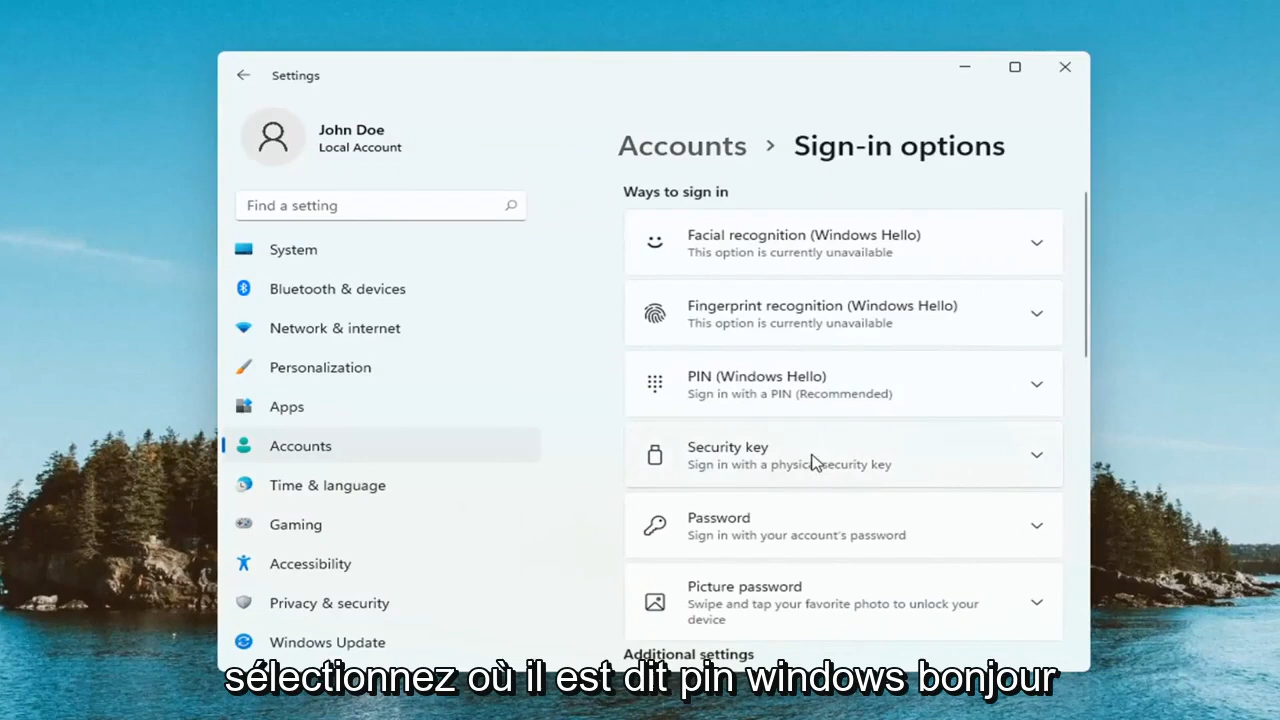 Settings
John Doe
Local Account
Find a setting
System
Bluetooth & devices
Network & internet
Personalization
Apps
Accounts
Time & language
Gaming
Accessibility
Privacy & security
Windows Update
Accounts > Sign-in options
Ways to sign in
Facial recognition (Windows Hello)
This option is currently unavailable
Fingerprint recognition (Windows Hello)
This option is currently unavailable
PIN (Windows Hello)
Sign in with a PIN (Recommended)
Security key
Sign in with a physical security key
Password
Sign in with your account's password
Picture password
Swipe and tap your favorite photo to unlock your
device
Additional settings
sélectionnez où il est dit pin windows bonjour